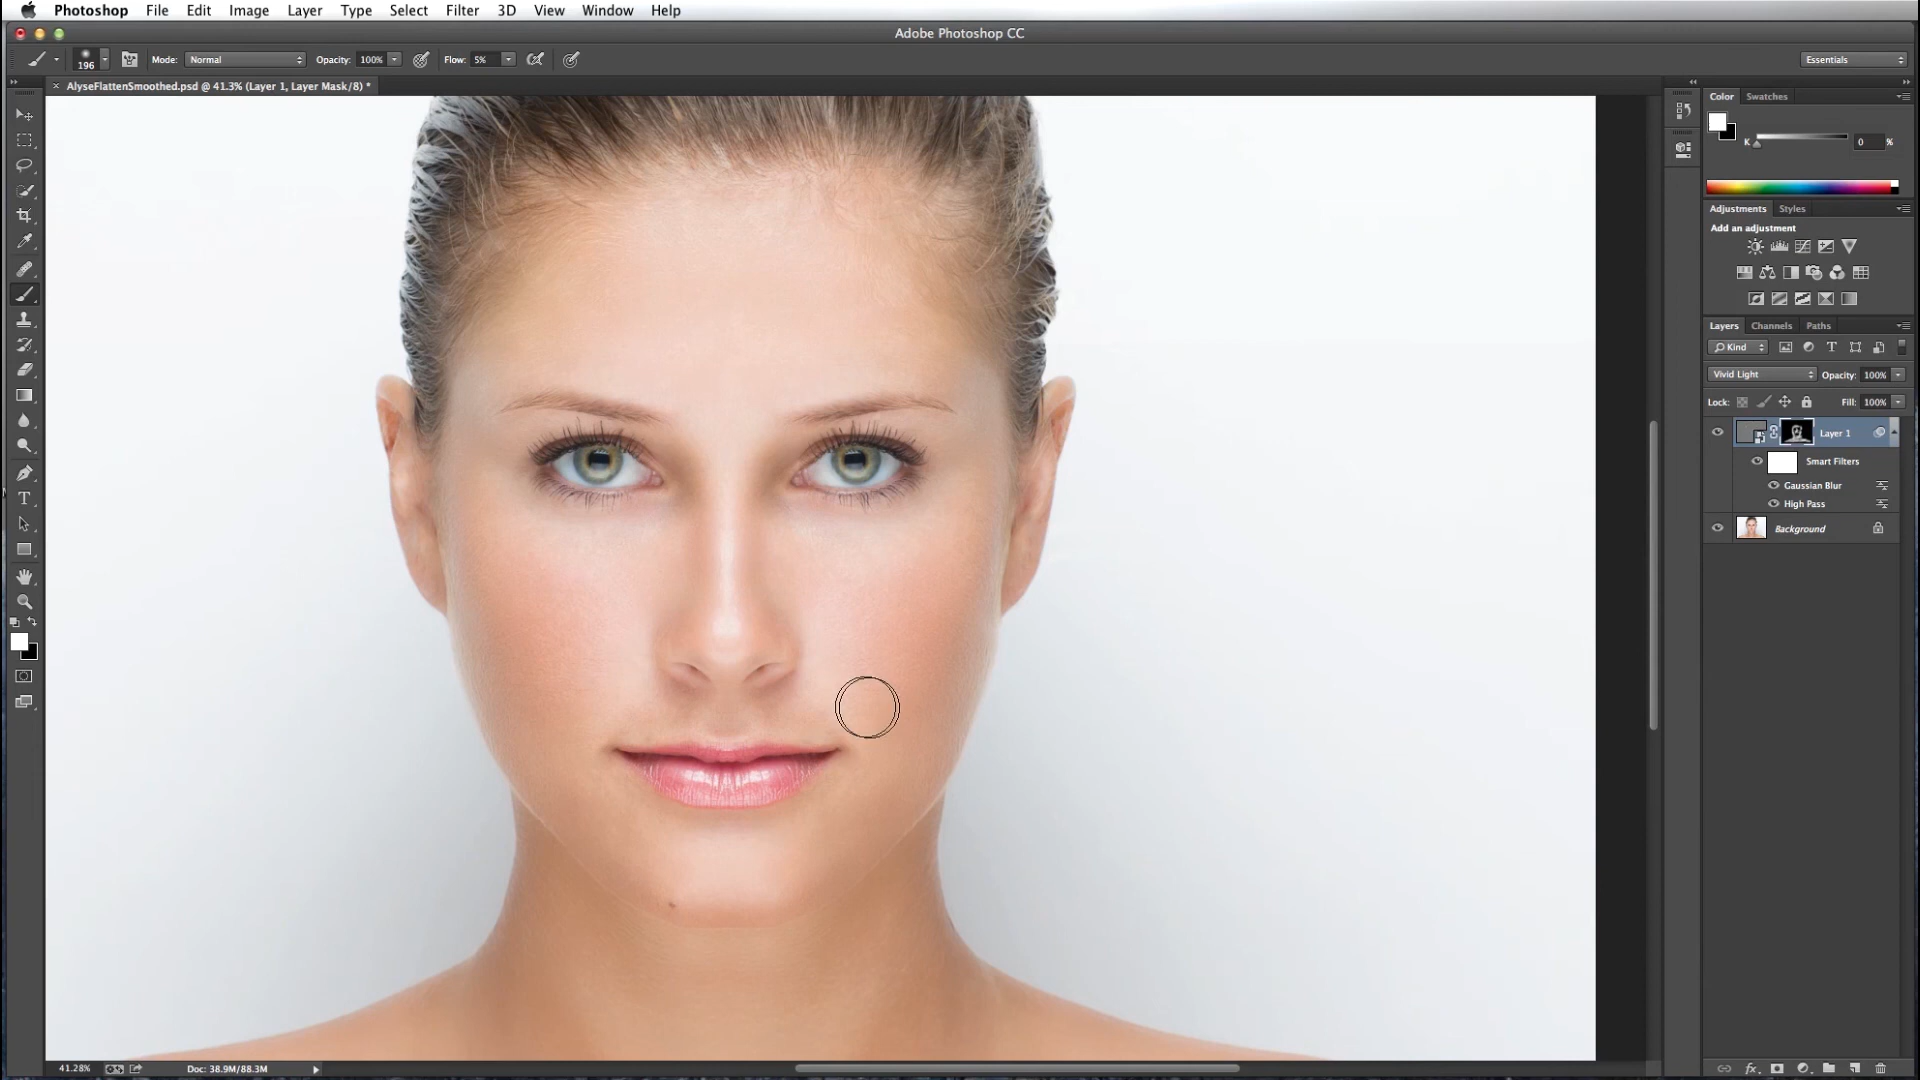 Photoshop File Edit Image Layer Type Select Filter 3D View Window Help
Adobe Photoshop CC
196 Mode: Normal Opacity: 100% Flow: 5% Essentials
× AlyseFlattenSmoothed.psd @ 41.3% (Layer 1, Layer Mask/8) *
Color Swatches
K 0 %
Adjustments Styles
Add an adjustment
Layers Channels Paths
Kind T
Vivid Light Opacity: 100%
Lock: Fill: 100%
Layer 1
Smart Filters
Gaussian Blur
High Pass
Background
T
41.28% Doc: 38.9M/88.3M
fx